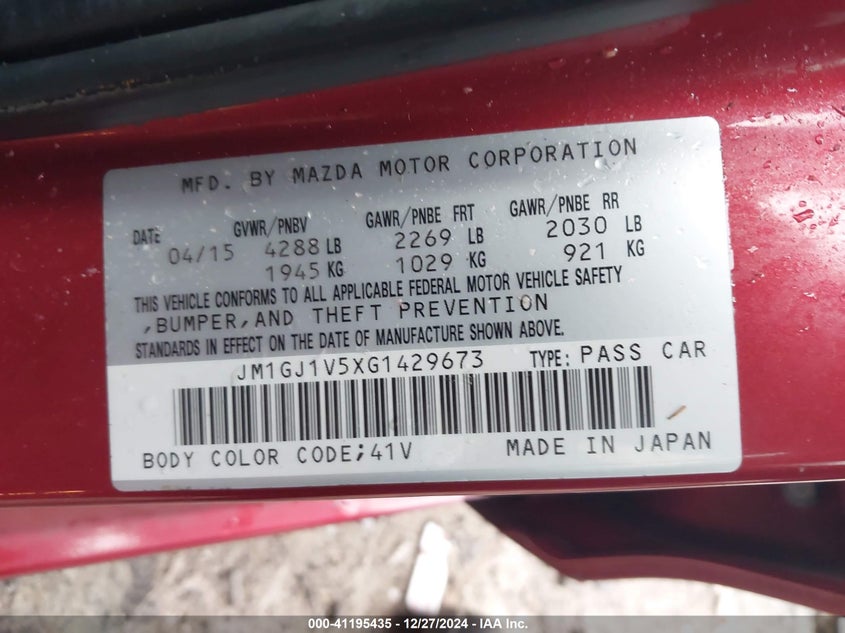 MFD. BY MAZDA MOTOR CORPORATION
DATE GVWR/PNBV GAWR/PNBE FRT GAWR/PNBE RR
04/15 4288 LB 2269 LB 2030 LB
1945 KG 1029 KG 921 KG
THIS VEHICLE CONFORMS TO ALL APPLICABLE FEDERAL MOTOR VEHICLE SAFETY
,BUMPER,AND THEFT PREVENTION
STANDARDS IN EFFECT ON THE DATE OF MANUFACTURE SHOWN ABOVE.
JM1GJ1V5XG1429673 TYPE: PASS CAR
BODY COLOR CODE;41V MADE IN JAPAN
000-41195435 - 12/27/2024 - IAA Inc.